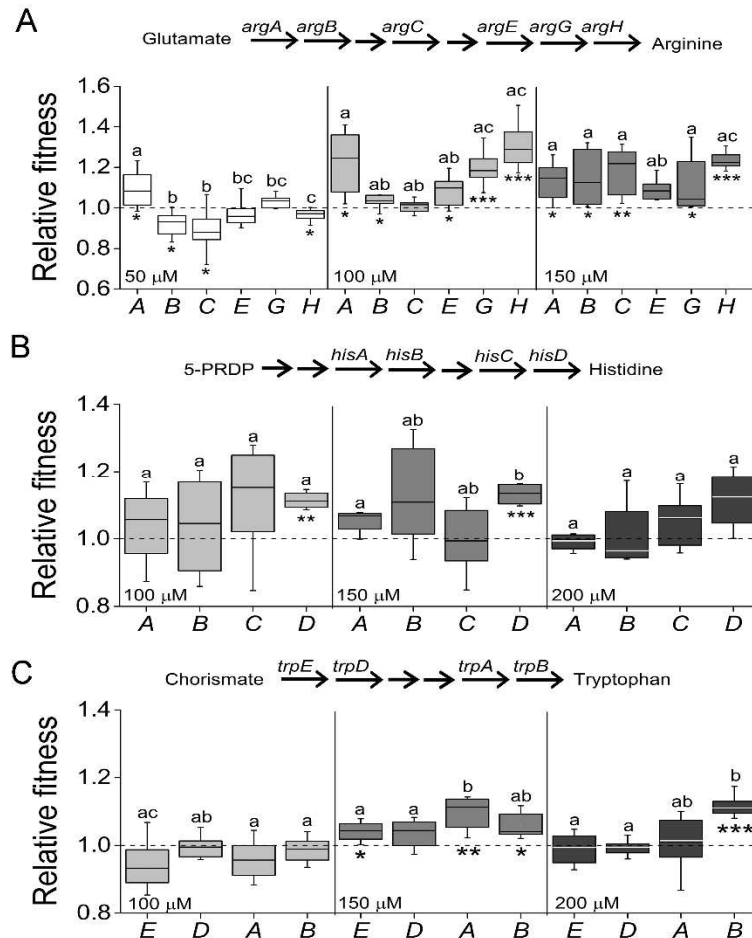 A
argA argB argC argE argG argH
Glutamate Arginine
Relative fitness
1.6
1.4
1.2
1.0
0.8
0.6
a b b bc bc c a ab ab ab ac ac a a a ab a a
* * * * * * * *** *** * * ** * ***
50 µM 100 µM 150 µM
A B C E G H A B C E G H A B C E G H
B
hisA hisB hisC hisD
5-PRDP Histidine
Relative fitness
1.4
1.2
1.0
0.8
a a a a a ab ab b a a a a
** ***
100 µM 150 µM 200 µM
A B C D A B C D A B C D
C
trpE trpD trpA trpB
Chorismate Tryptophan
Relative fitness
1.4
1.2
1.0
0.8
ac ab a a a a b ab a a ab b
* ** * ***
100 µM 150 µM 200 µM
E D A B E D A B E D A B